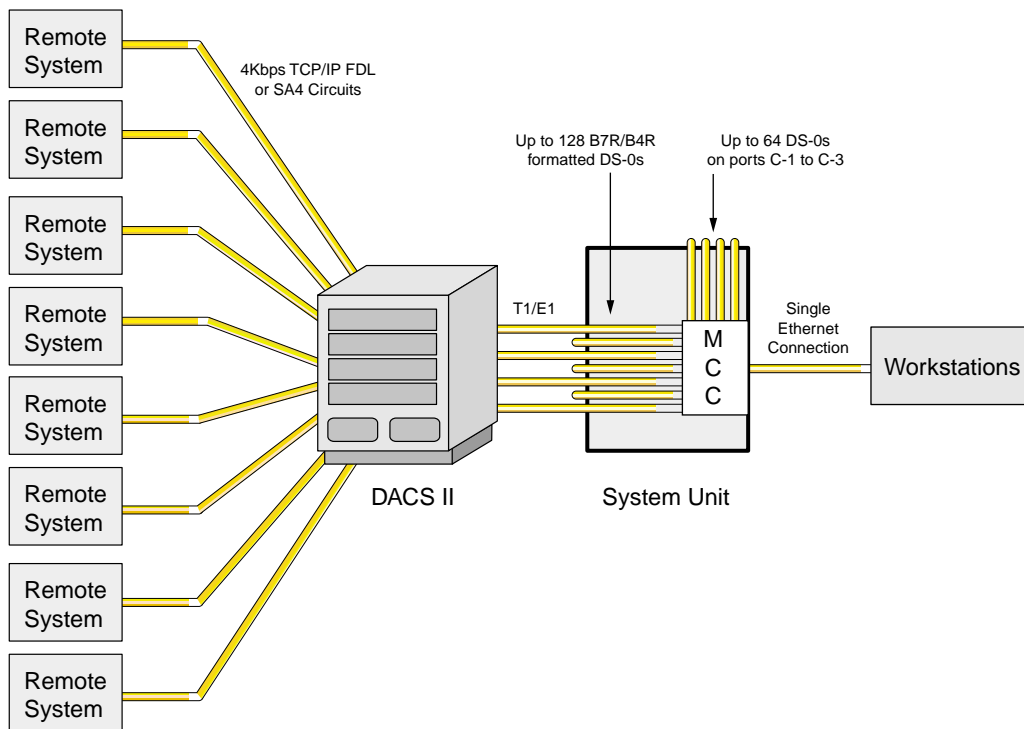 Remote
System
Remote
System
Remote
System
Remote
System
Remote
System
Remote
System
Remote
System
Remote
System
4Kbps TCP/IP FDL
or SA4 Circuits
Up to 128 B7R/B4R
formatted DS-0s
Up to 64 DS-0s
on ports C-1 to C-3
T1/E1
M
C
C
Single
Ethernet
Connection
Workstations
DACS II
System Unit